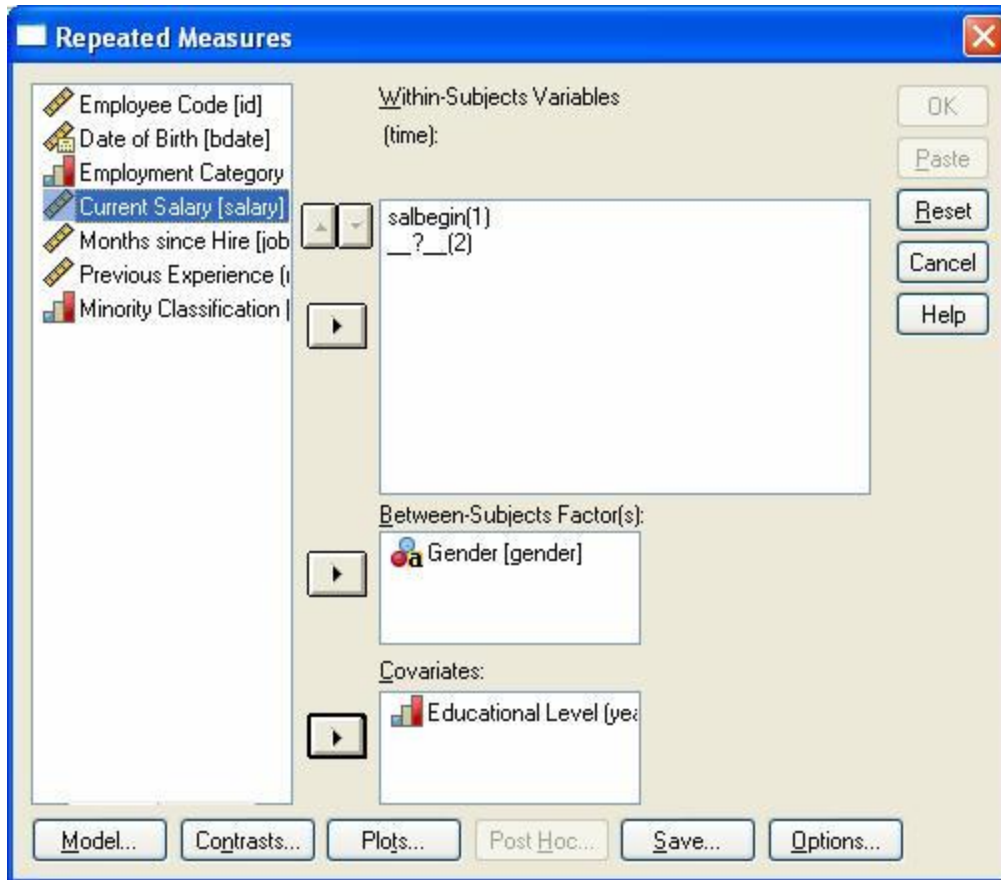 Repeated Measures
Employee Code [id]
Date of Birth [bdate]
Employment Category
Current Salary [salary]
Months since Hire [job
Previous Experience (
Minority Classification [
Within-Subjects Variables
(time):
salbegin(1)
__?__(2)
Between-Subjects Factor(s):
a Gender [gender]
Covariates:
Educational Level (yea
OK
Paste
Reset
Cancel
Help
Model... Contrasts... Plots... Post Hoc... Save... Options...